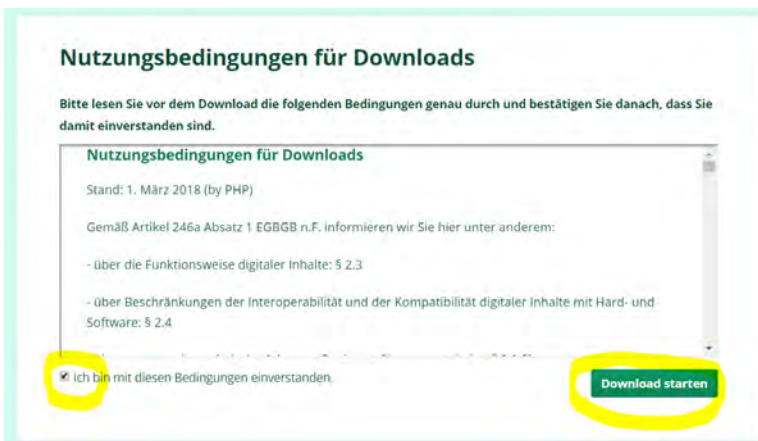 Nutzungsbedingungen für Downloads
Bitte lesen Sie vor dem Download die folgenden Bedingungen genau durch und bestätigen Sie danach, dass Sie
damit einverstanden sind.
Nutzungsbedingungen für Downloads
Stand: 1. März 2018 (by PHP)
Gemäß Artikel 246a Absatz 1 EGBGB n.F. informieren wir Sie hier unter anderem:
- über die Funktionsweise digitaler Inhalte: § 2.3
- über Beschränkungen der Interoperabilität und der Kompatibilität digitaler Inhalte mit Hard- und
Software: § 2.4
Ich bin mit diesen Bedingungen einverstanden.
Download starten